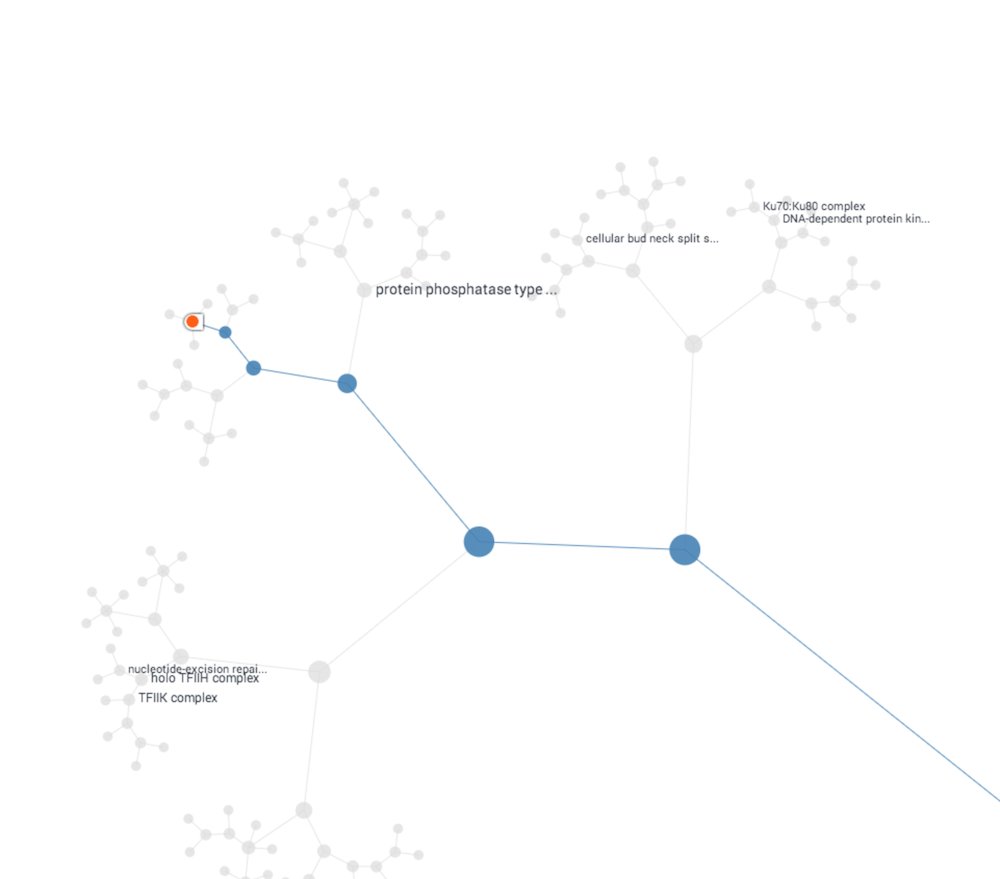 Ku70:Ku80 complex
DNA-dependent protein kin...
cellular bud neck split s...
protein phosphatase type ...
nucleotide-excision repai...
holo TFIIH complex
TFIIK complex